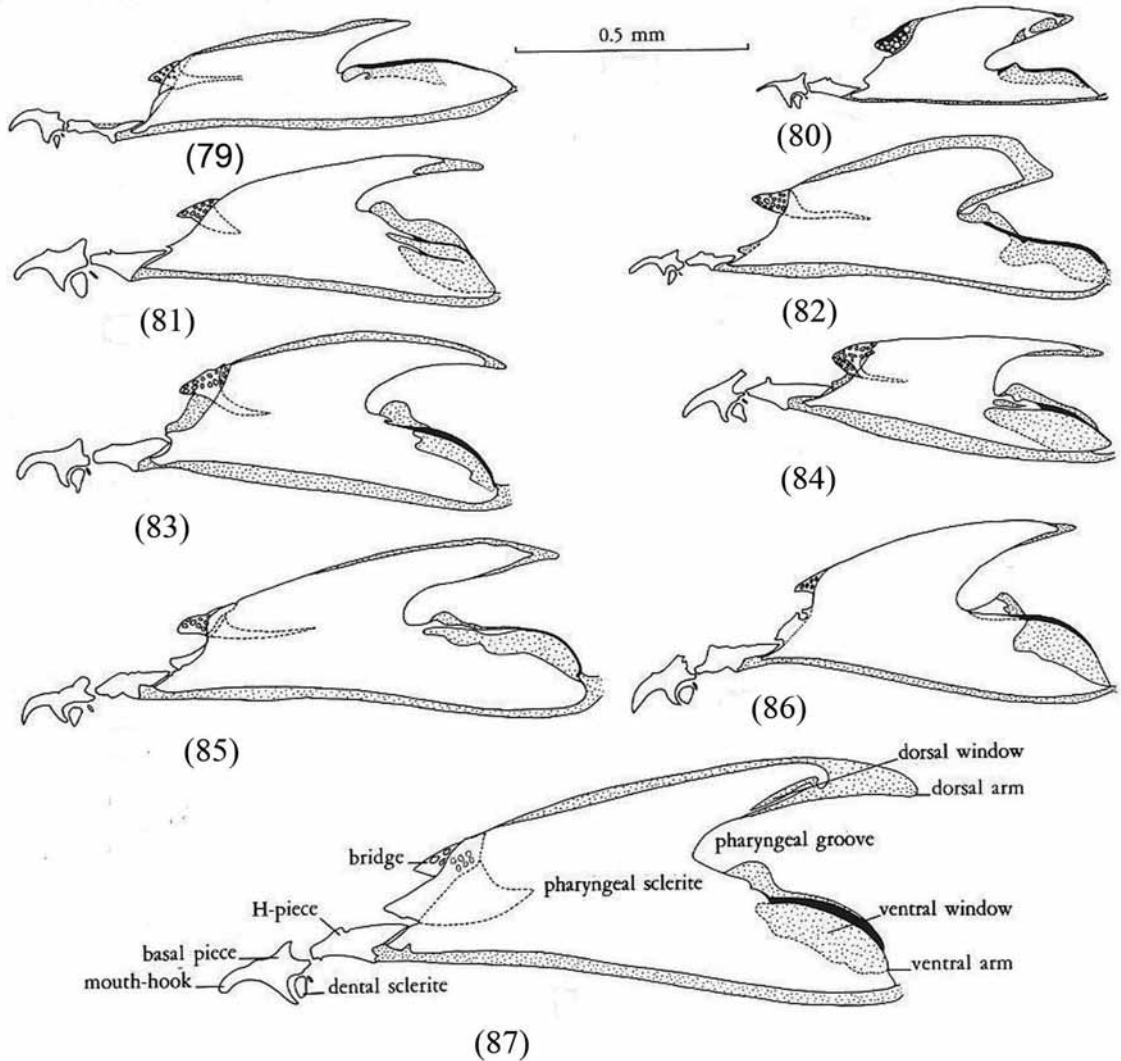 0.5 mm
(79)
(80)
(81)
(82)
(83)
(84)
(85)
(86)
dorsal window
dorsal arm
pharyngeal groove
bridge
pharyngeal sclerite
ventral window
H-piece
basal piece
ventral arm
mouth-hook
dental sclerite
(87)